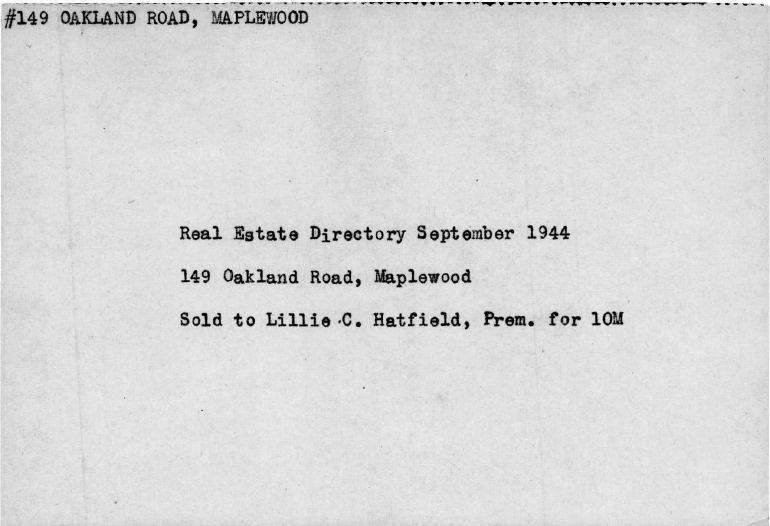 #149 OAKLAND ROAD, MAPLEWOOD
Real Estate Directory September 1944
149 Oakland Road, Maplewood
Sold to Lillie C. Hatfield, Prem. for 10M